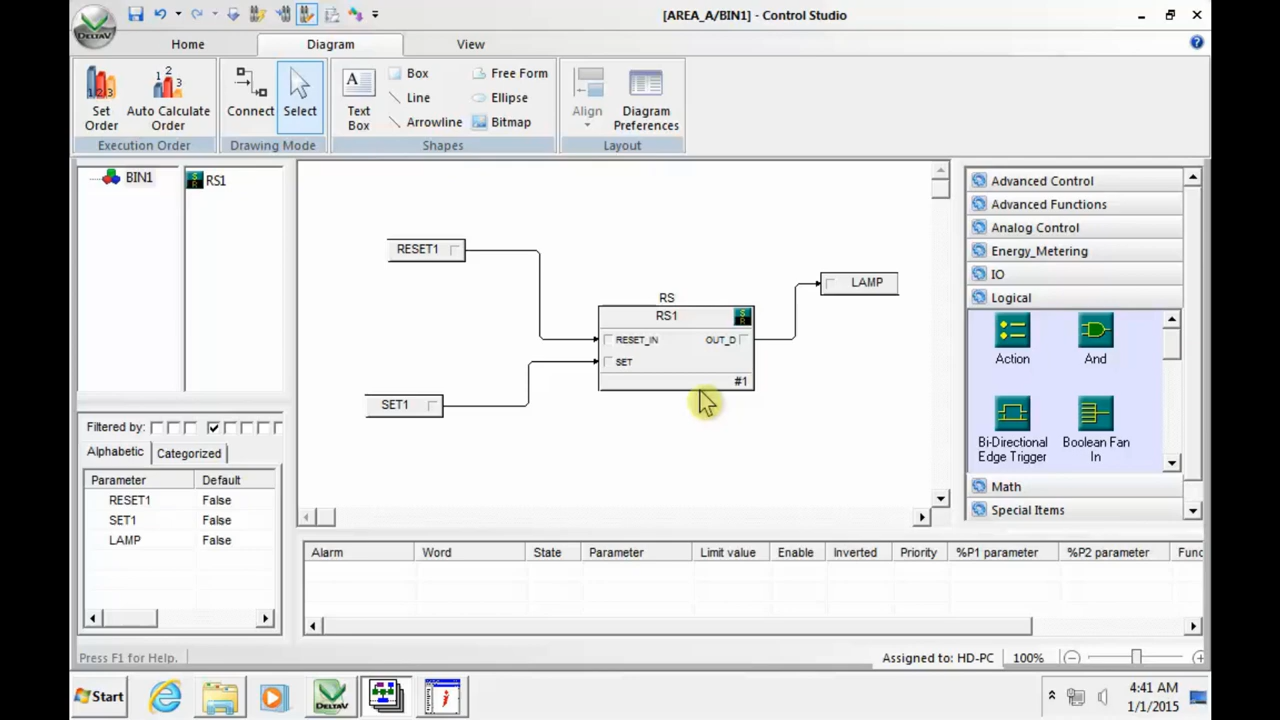 [AREA_A/BIN1] - Control Studio
DELTAV
Home
Diagram
View
Set Order
Auto Calculate Order
Connect
Select
A
Text Box
Box
Line
Arrowline
Free Form
Ellipse
Bitmap
Align
Diagram Preferences
Execution Order
Drawing Mode
Shapes
Layout
BIN1
RS1
RESET1
SET1
RS
RS1
RESET_IN
OUT_D
SET
#1
LAMP
Advanced Control
Advanced Functions
Analog Control
Energy_Metering
IO
Logical
Action
And
Bi-Directional Edge Trigger
Boolean Fan In
Math
Special Items
Filtered by:
Alphabetic
Categorized
Parameter Default
RESET1 False
SET1 False
LAMP False
Alarm Word State Parameter Limit value Enable Inverted Priority %P1 parameter %P2 parameter Func
Press F1 for Help.
Assigned to: HD-PC
100%
Start
DELTAV
4:41 AM
1/1/2015